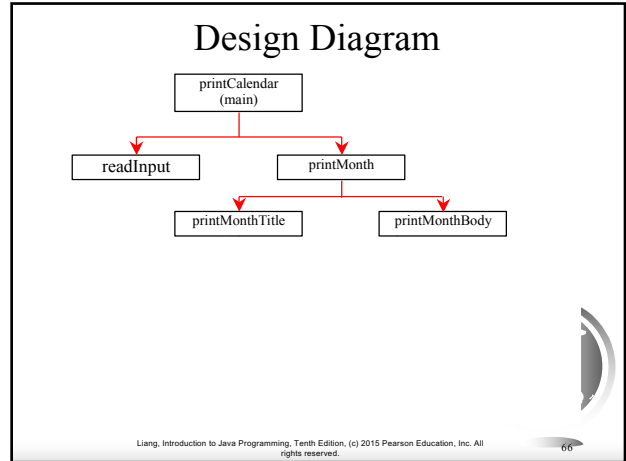 Design Diagram
printCalendar
(main)
readInput
printMonth
printMonthTitle
printMonthBody
Liang, Introduction to Java Programming, Tenth Edition, (c) 2015 Pearson Education, Inc. All
rights reserved.
66